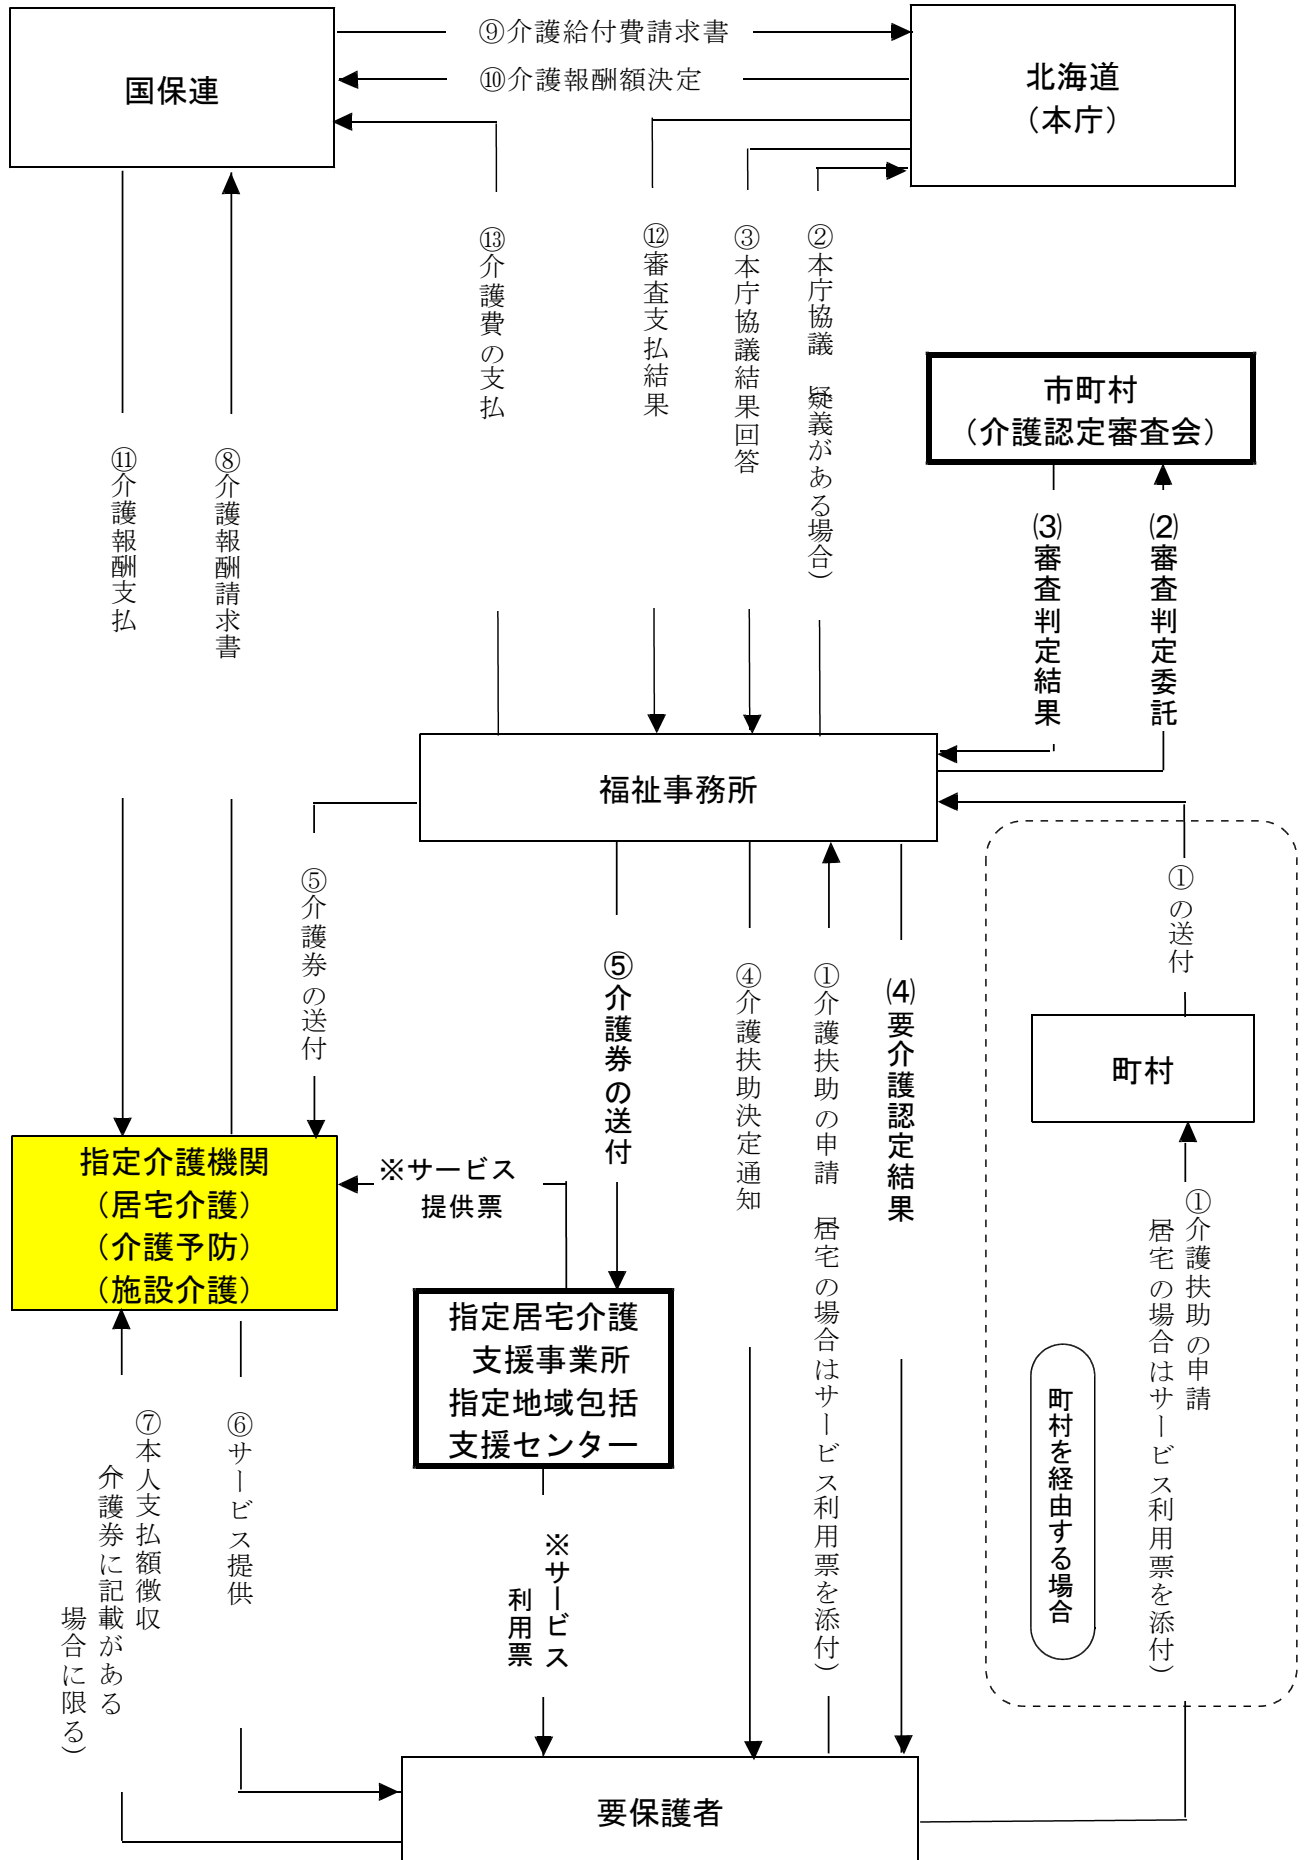 ⑨介護給付費請求書
⑩介護報酬額決定
国保連
北海道
（本庁）
⑬介護費の支払
⑫審査支払結果
③本庁協議結果回答
②本庁協議　疑義がある場合）
市町村
（介護認定審査会）
⑪介護報酬支払
⑧介護報酬請求書
(3)審査判定結果
(2)審査判定委託
福祉事務所
⑤介護券の送付
⑤介護券の送付
④介護扶助決定通知
①介護扶助の申請　居宅の場合はサービス利用票を添付）
(4)要介護認定結果
①の送付
町村
①介護扶助の申請
居宅の場合はサービス利用票を添付）
町村を経由する場合
指定介護機関
（居宅介護）
（介護予防）
（施設介護）
※サービス
提供票
指定居宅介護
支援事業所
指定地域包括
支援センター
⑦本人支払額徴収
介護券に記載がある
場合に限る）
⑥サービス提供
※サービス
利用票
要保護者